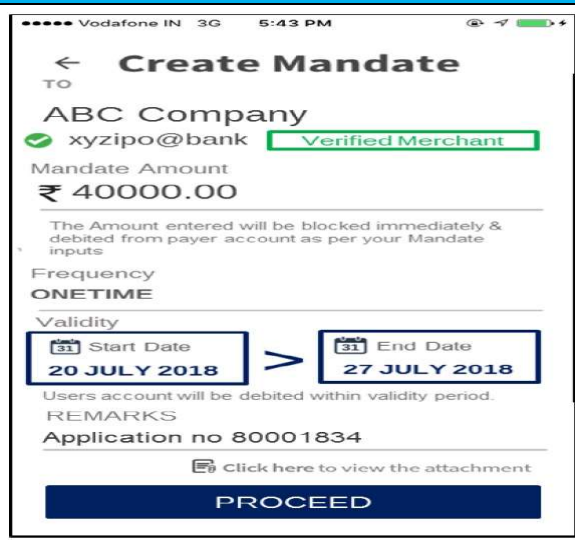 Vodafone IN 3G 5:43 PM
← Create Mandate
TO
ABC Company
xyzipo@bank Verified Merchant
Mandate Amount
₹ 40000.00
The Amount entered will be blocked immediately &
debited from payer account as per your Mandate
inputs
Frequency
ONETIME
Validity
31 Start Date > 31 End Date
20 JULY 2018 27 JULY 2018
Users account will be debited within validity period.
REMARKS
Application no 80001834
Click here to view the attachment
PROCEED